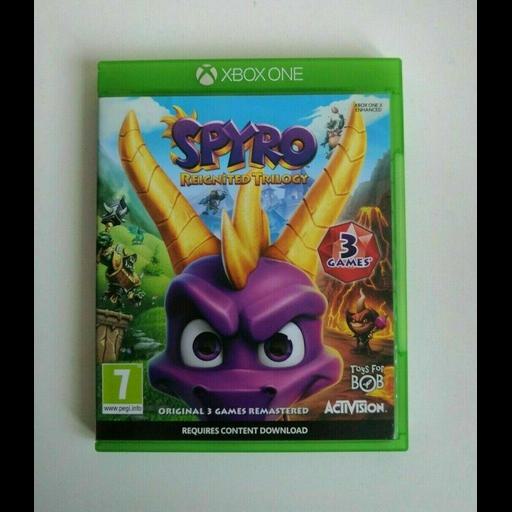 XBOX ONE
XBOX ONE X
ENHANCED
SPYRO
REIGNITED TRILOGY
3
GAMES
7
www.pegi.info
ORIGINAL 3 GAMES REMASTERED
TOYS FOR
BOB
ACTIVISION
REQUIRES CONTENT DOWNLOAD